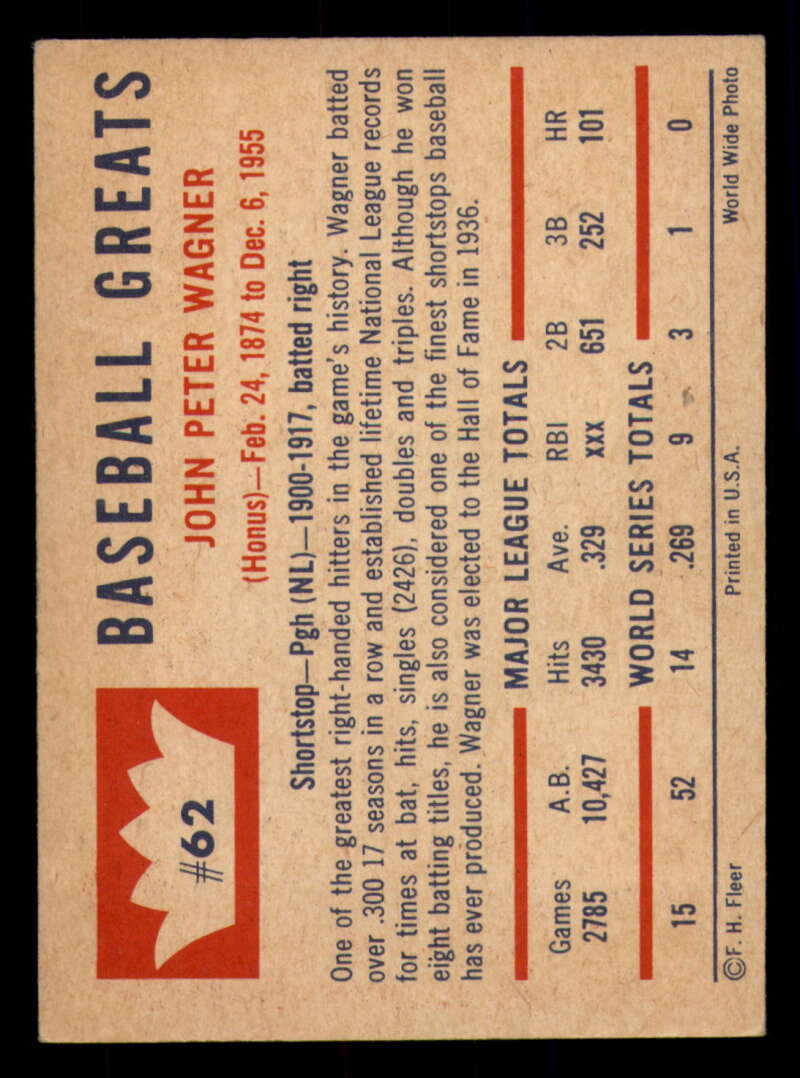 #62
BASEBALL GREATS
JOHN PETER WAGNER
(Honus)—Feb. 24, 1874 to Dec. 6, 1955
Shortstop—Pgh (NL)—1900-1917, batted right
One of the greatest right-handed hitters in the game's history. Wagner batted
over .300 17 seasons in a row and established lifetime National League records
for times at bat, hits, singles (2426), doubles and triples. Although he won
eight batting titles, he is also considered one of the finest shortstops baseball
has ever produced. Wagner was elected to the Hall of Fame in 1936.
MAJOR LEAGUE TOTALS
Games A.B. Hits Ave. RBI 2B 3B HR
2785 10,427 3430 .329 xxx 651 252 101
WORLD SERIES TOTALS
15 52 14 .269 9 3 1 0
©F. H. Fleer Printed in U.S.A. World Wide Photo